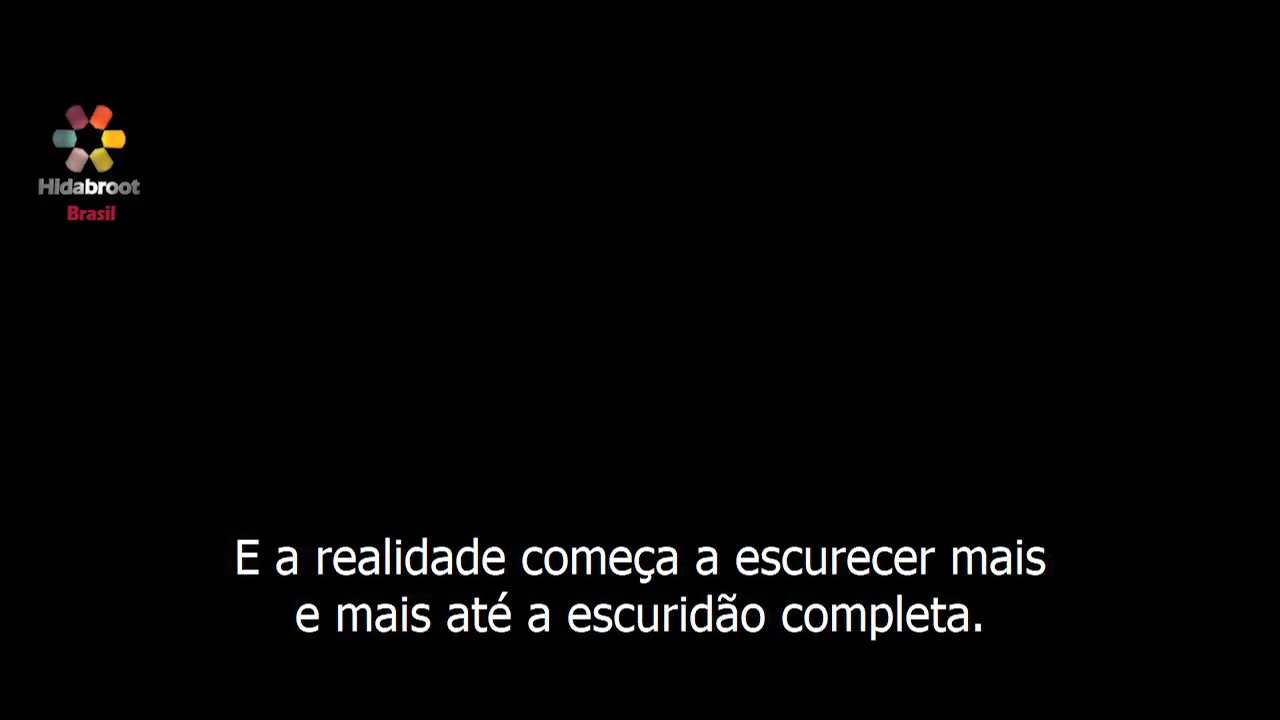 Hidabroot
Brasil
E a realidade começa a escurecer mais
e mais até a escuridão completa.